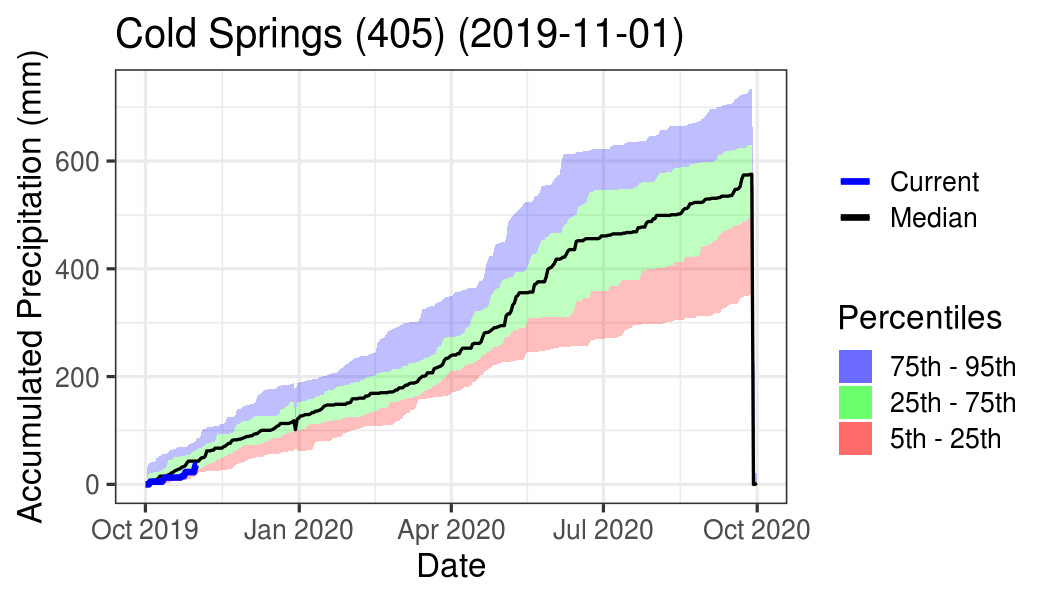 Cold Springs (405) (2019-11-01)
Accumulated Precipitation (mm)
600
400
200
0
Oct 2019
Jan 2020
Apr 2020
Jul 2020
Oct 2020
Date
Current
Median
Percentiles
75th - 95th
25th - 75th
5th - 25th